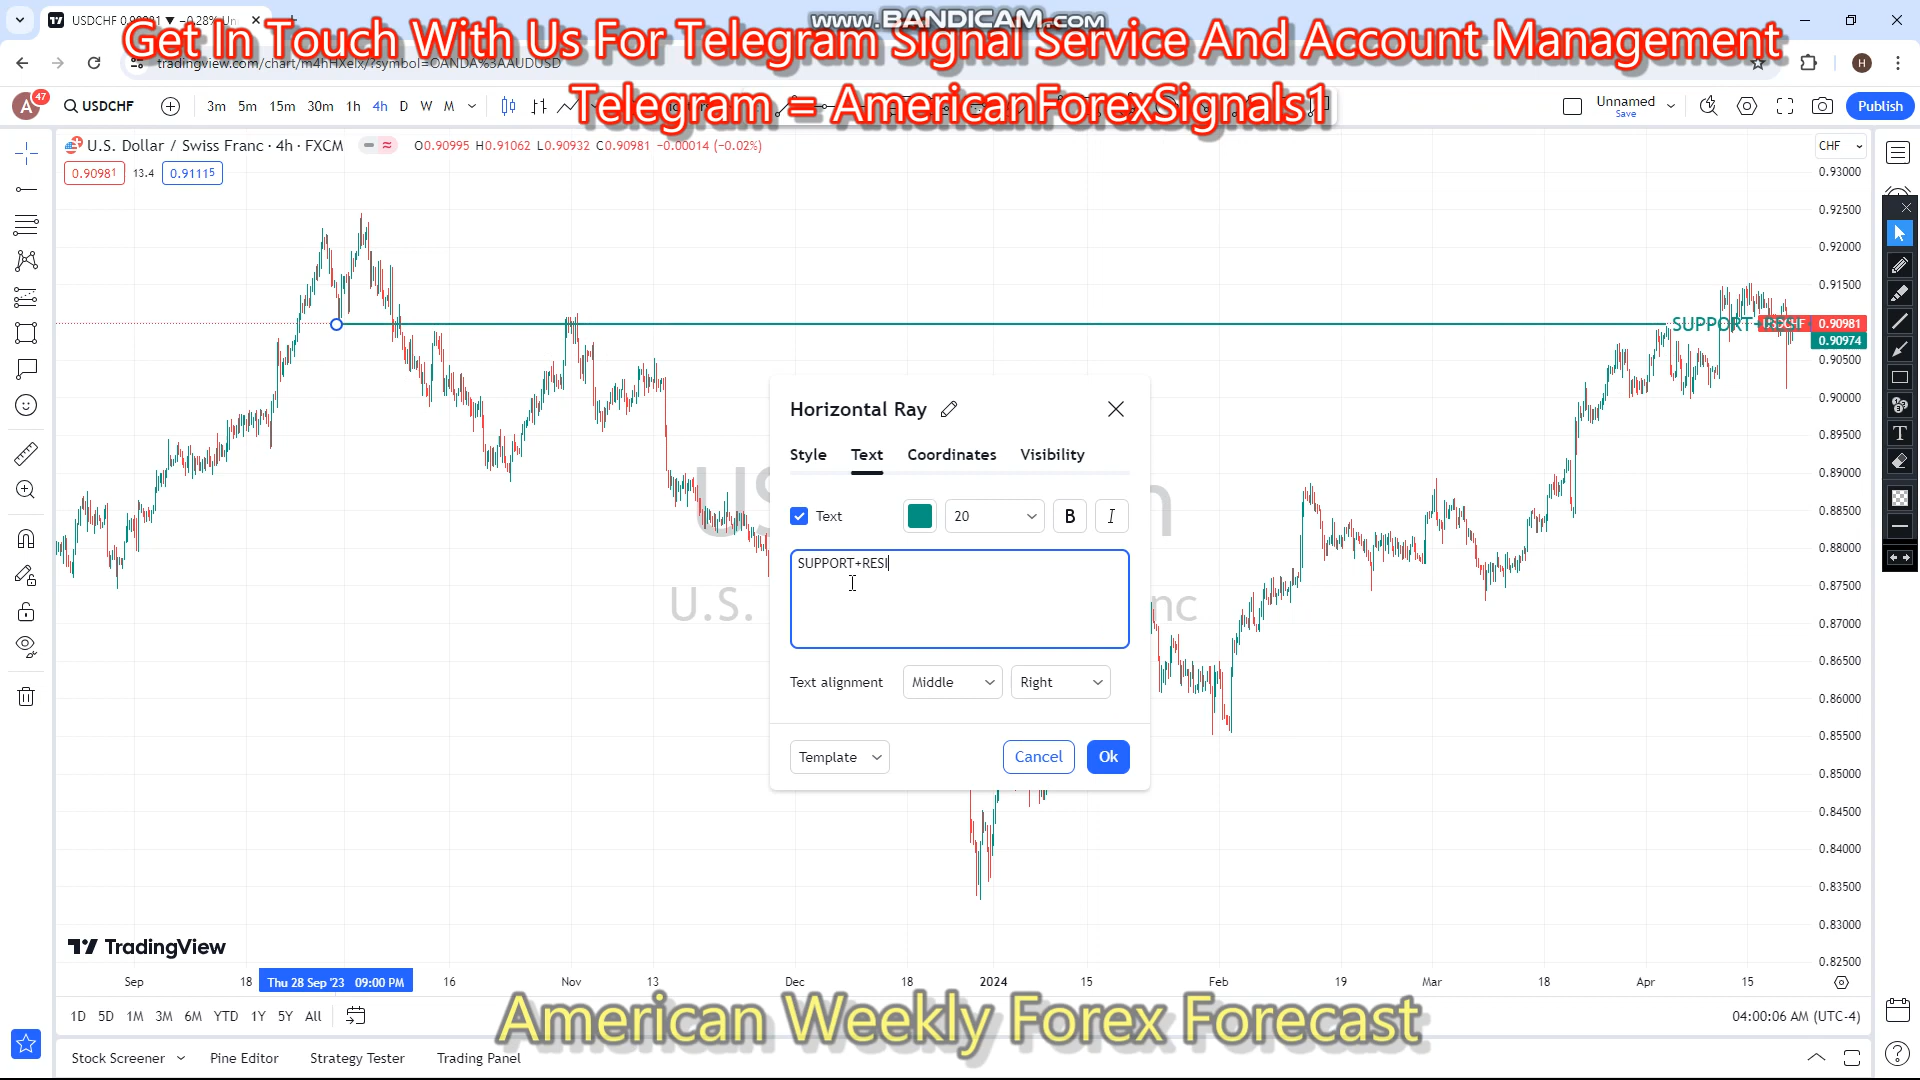 USDCHF 0.90981 ▼ −0.28% Un
www.BANDICAM.com
Get In Touch With Us For Telegram Signal Service And Account Management
tradingview.com/chart/m4hHXelx/?symbol=OANDA%3AAUDUSD
H
Telegram = AmericanForexSignals1
A 47 USDCHF 3m 5m 15m 30m 1h 4h D W M Unnamed Save Publish
U.S. Dollar / Swiss Franc · 4h · FXCM O0.90995 H0.91062 L0.90932 C0.90981 −0.00014 (−0.02%) CHF
0.90981 13.4 0.91115
0.93000
0.92500
0.92000
0.91500
SUPPORT+RESI USDCHF 0.90981
0.90974
0.90500
0.90000
0.89500
0.89000
0.88500
0.88000
0.87500
0.87000
0.86500
0.86000
0.85500
0.85000
0.84500
0.84000
0.83500
0.83000
0.82500
Horizontal Ray
Style Text Coordinates Visibility
Text 20 B I
SUPPORT+RESI
Text alignment Middle Right
Template Cancel Ok
U.S.
TradingView
Sep 18 Thu 28 Sep '23 09:00 PM 16 Nov 13 Dec 18 2024 15 Feb 19 Mar 18 Apr 15
1D 5D 1M 3M 6M YTD 1Y 5Y All 04:00:06 AM (UTC-4)
American Weekly Forex Forecast
Stock Screener Pine Editor Strategy Tester Trading Panel